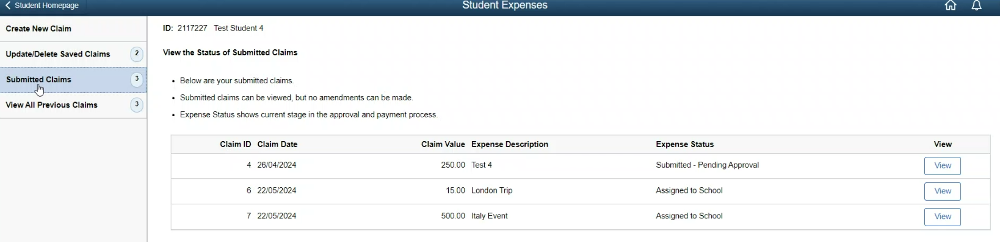 Student Homepage
Student Expenses
Create New Claim
Update/Delete Saved Claims 2
Submitted Claims 3
View All Previous Claims 3
ID: 2117227 Test Student 4
View the Status of Submitted Claims
• Below are your submitted claims.
• Submitted claims can be viewed, but no amendments can be made.
• Expense Status shows current stage in the approval and payment process.
Claim ID Claim Date Claim Value Expense Description Expense Status View
4 26/04/2024 250.00 Test 4 Submitted - Pending Approval View
6 22/05/2024 15.00 London Trip Assigned to School View
7 22/05/2024 500.00 Italy Event Assigned to School View